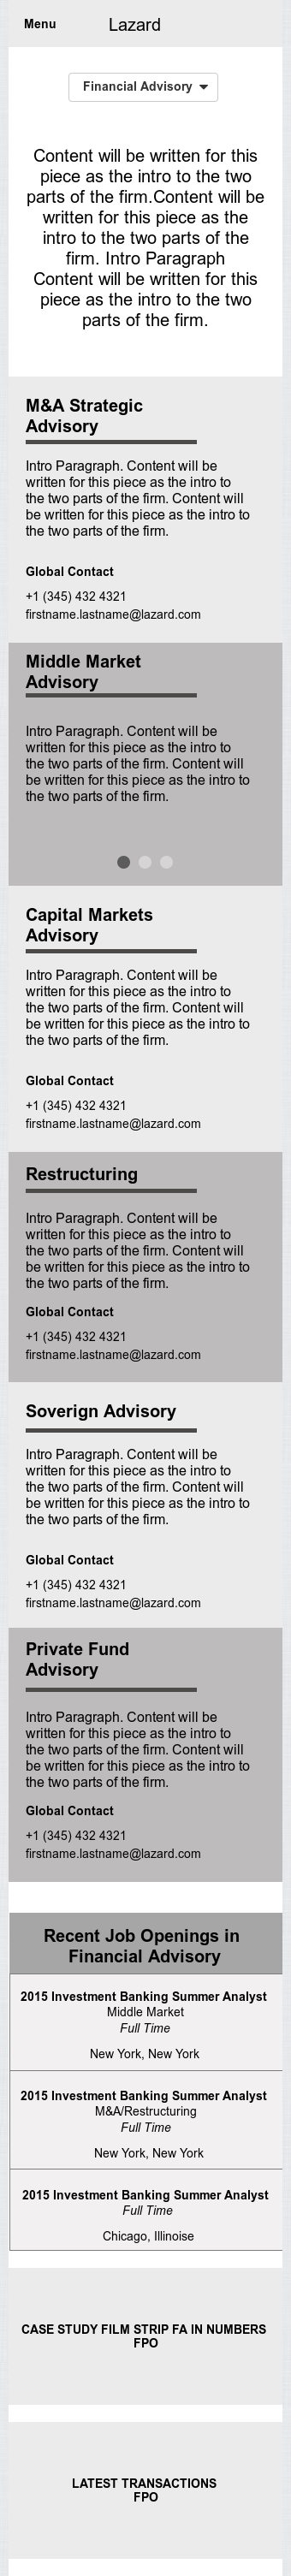 Menu
Lazard
Financial Advisory
Content will be written for this
piece as the intro to the two
parts of the firm.Content will be
written for this piece as the
intro to the two parts of the
firm. Intro Paragraph
Content will be written for this
piece as the intro to the two
parts of the firm.
M&A Strategic
Advisory
Intro Paragraph. Content will be
written for this piece as the intro to
the two parts of the firm. Content will
be written for this piece as the intro to
the two parts of the firm.
Global Contact
+1 (345) 432 4321
firstname.lastname@lazard.com
Middle Market
Advisory
Intro Paragraph. Content will be
written for this piece as the intro to
the two parts of the firm. Content will
be written for this piece as the intro to
the two parts of the firm.
Capital Markets
Advisory
Intro Paragraph. Content will be
written for this piece as the intro to
the two parts of the firm. Content will
be written for this piece as the intro to
the two parts of the firm.
Global Contact
+1 (345) 432 4321
firstname.lastname@lazard.com
Restructuring
Intro Paragraph. Content will be
written for this piece as the intro to
the two parts of the firm. Content will
be written for this piece as the intro to
the two parts of the firm.
Global Contact
+1 (345) 432 4321
firstname.lastname@lazard.com
Soverign Advisory
Intro Paragraph. Content will be
written for this piece as the intro to
the two parts of the firm. Content will
be written for this piece as the intro to
the two parts of the firm.
Global Contact
+1 (345) 432 4321
firstname.lastname@lazard.com
Private Fund
Advisory
Intro Paragraph. Content will be
written for this piece as the intro to
the two parts of the firm. Content will
be written for this piece as the intro to
the two parts of the firm.
Global Contact
+1 (345) 432 4321
firstname.lastname@lazard.com
Recent Job Openings in
Financial Advisory
2015 Investment Banking Summer Analyst
Middle Market
Full Time
New York, New York
2015 Investment Banking Summer Analyst
M&A/Restructuring
Full Time
New York, New York
2015 Investment Banking Summer Analyst
Full Time
Chicago, Illinoise
CASE STUDY FILM STRIP FA IN NUMBERS
FPO
LATEST TRANSACTIONS
FPO